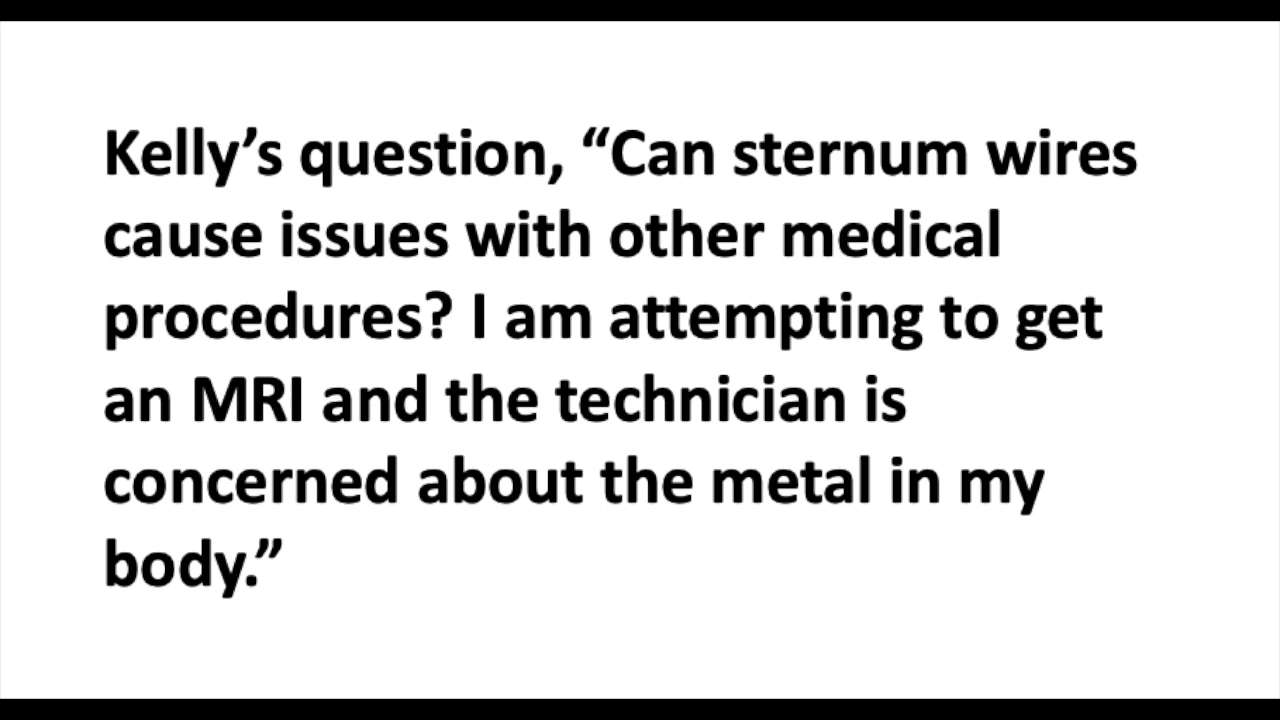 Kelly’s question, “Can sternum wires
cause issues with other medical
procedures? I am attempting to get
an MRI and the technician is
concerned about the metal in my
body.”